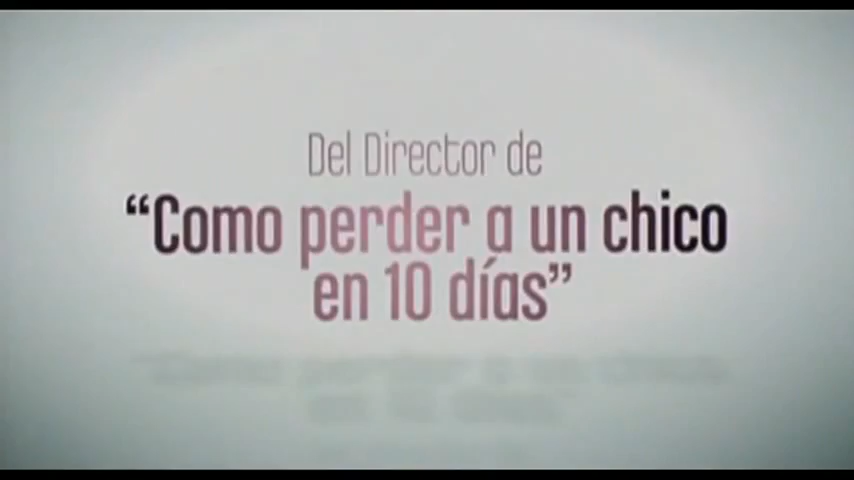 Del Director de
“Como perder a un chico
en 10 días”